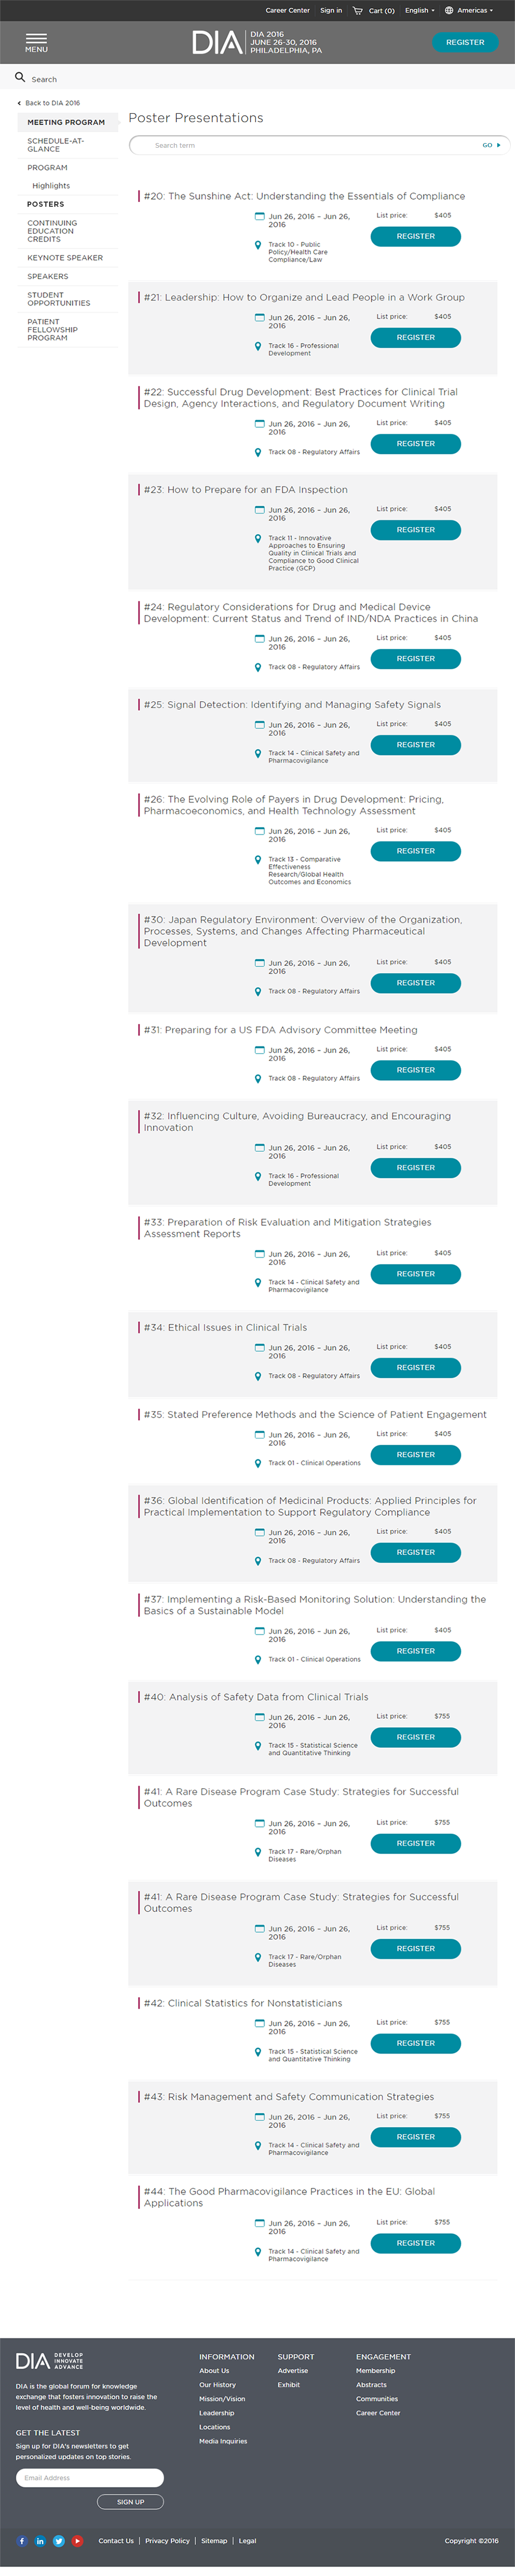 Career Center Sign in Cart (0) English Americas
MENU
DIA
DIA 2016
JUNE 26-30, 2016
PHILADELPHIA, PA
REGISTER
Search
Back to DIA 2016
MEETING PROGRAM
SCHEDULE-AT-
GLANCE
PROGRAM
Highlights
POSTERS
CONTINUING
EDUCATION
CREDITS
KEYNOTE SPEAKER
SPEAKERS
STUDENT
OPPORTUNITIES
PATIENT
FELLOWSHIP
PROGRAM
Poster Presentations
Search term GO
#20: The Sunshine Act: Understanding the Essentials of Compliance
Jun 26, 2016 – Jun 26,
2016
List price: $405
REGISTER
Track 10 - Public
Policy/Health Care
Compliance/Law
#21: Leadership: How to Organize and Lead People in a Work Group
Jun 26, 2016 – Jun 26,
2016
List price: $405
REGISTER
Track 16 - Professional
Development
#22: Successful Drug Development: Best Practices for Clinical Trial
Design, Agency Interactions, and Regulatory Document Writing
Jun 26, 2016 – Jun 26,
2016
List price: $405
REGISTER
Track 08 - Regulatory Affairs
#23: How to Prepare for an FDA Inspection
Jun 26, 2016 – Jun 26,
2016
List price: $405
REGISTER
Track 11 - Innovative
Approaches to Ensuring
Quality in Clinical Trials and
Compliance to Good Clinical
Practice (GCP)
#24: Regulatory Considerations for Drug and Medical Device
Development: Current Status and Trend of IND/NDA Practices in China
Jun 26, 2016 – Jun 26,
2016
List price: $405
REGISTER
Track 08 - Regulatory Affairs
#25: Signal Detection: Identifying and Managing Safety Signals
Jun 26, 2016 – Jun 26,
2016
List price: $405
REGISTER
Track 14 - Clinical Safety and
Pharmacovigilance
#26: The Evolving Role of Payers in Drug Development: Pricing,
Pharmacoeconomics, and Health Technology Assessment
Jun 26, 2016 – Jun 26,
2016
List price: $405
REGISTER
Track 13 - Comparative
Effectiveness
Research/Global Health
Outcomes and Economics
#30: Japan Regulatory Environment: Overview of the Organization,
Processes, Systems, and Changes Affecting Pharmaceutical
Development
Jun 26, 2016 – Jun 26,
2016
List price: $405
REGISTER
Track 08 - Regulatory Affairs
#31: Preparing for a US FDA Advisory Committee Meeting
Jun 26, 2016 – Jun 26,
2016
List price: $405
REGISTER
Track 08 - Regulatory Affairs
#32: Influencing Culture, Avoiding Bureaucracy, and Encouraging
Innovation
Jun 26, 2016 – Jun 26,
2016
List price: $405
REGISTER
Track 16 - Professional
Development
#33: Preparation of Risk Evaluation and Mitigation Strategies
Assessment Reports
Jun 26, 2016 – Jun 26,
2016
List price: $405
REGISTER
Track 14 - Clinical Safety and
Pharmacovigilance
#34: Ethical Issues in Clinical Trials
Jun 26, 2016 – Jun 26,
2016
List price: $405
REGISTER
Track 08 - Regulatory Affairs
#35: Stated Preference Methods and the Science of Patient Engagement
Jun 26, 2016 – Jun 26,
2016
List price: $405
REGISTER
Track 01 - Clinical Operations
#36: Global Identification of Medicinal Products: Applied Principles for
Practical Implementation to Support Regulatory Compliance
Jun 26, 2016 – Jun 26,
2016
List price: $405
REGISTER
Track 08 - Regulatory Affairs
#37: Implementing a Risk-Based Monitoring Solution: Understanding the
Basics of a Sustainable Model
Jun 26, 2016 – Jun 26,
2016
List price: $405
REGISTER
Track 01 - Clinical Operations
#40: Analysis of Safety Data from Clinical Trials
Jun 26, 2016 – Jun 26,
2016
List price: $755
REGISTER
Track 15 - Statistical Science
and Quantitative Thinking
#41: A Rare Disease Program Case Study: Strategies for Successful
Outcomes
Jun 26, 2016 – Jun 26,
2016
List price: $755
REGISTER
Track 17 - Rare/Orphan
Diseases
#41: A Rare Disease Program Case Study: Strategies for Successful
Outcomes
Jun 26, 2016 – Jun 26,
2016
List price: $755
REGISTER
Track 17 - Rare/Orphan
Diseases
#42: Clinical Statistics for Nonstatisticians
Jun 26, 2016 – Jun 26,
2016
List price: $755
REGISTER
Track 15 - Statistical Science
and Quantitative Thinking
#43: Risk Management and Safety Communication Strategies
Jun 26, 2016 – Jun 26,
2016
List price: $755
REGISTER
Track 14 - Clinical Safety and
Pharmacovigilance
#44: The Good Pharmacovigilance Practices in the EU: Global
Applications
Jun 26, 2016 – Jun 26,
2016
List price: $755
REGISTER
Track 14 - Clinical Safety and
Pharmacovigilance
DIA
DEVELOP
INNOVATE
ADVANCE
DIA is the global forum for knowledge
exchange that fosters innovation to raise the
level of health and well-being worldwide.
GET THE LATEST
Sign up for DIA's newsletters to get
personalized updates on top stories.
Email Address
SIGN UP
INFORMATION
About Us
Our History
Mission/Vision
Leadership
Locations
Media Inquiries
SUPPORT
Advertise
Exhibit
ENGAGEMENT
Membership
Abstracts
Communities
Career Center
Contact Us | Privacy Policy | Sitemap | Legal
Copyright ©2016